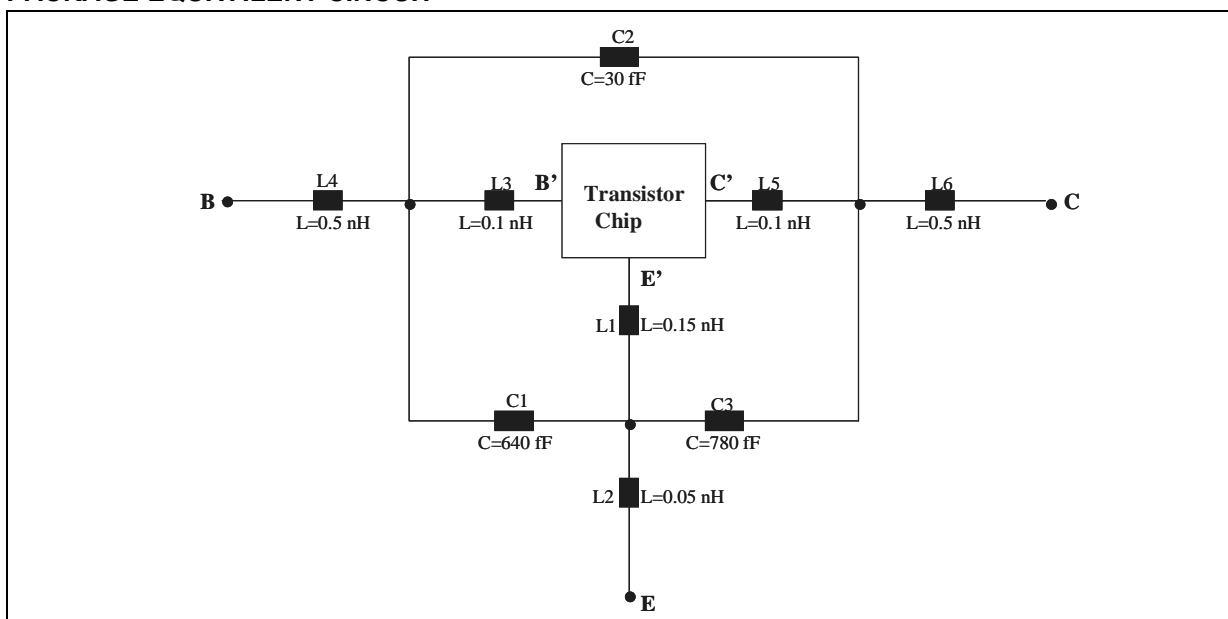 C2
C=30 fF
L4
L3
B’
Transistor
Chip
C’
L5
L6
B
L=0.5 nH
L=0.1 nH
L=0.1 nH
L=0.5 nH
C
E’
L1
L=0.15 nH
C1
C3
C=640 fF
C=780 fF
L2
L=0.05 nH
E